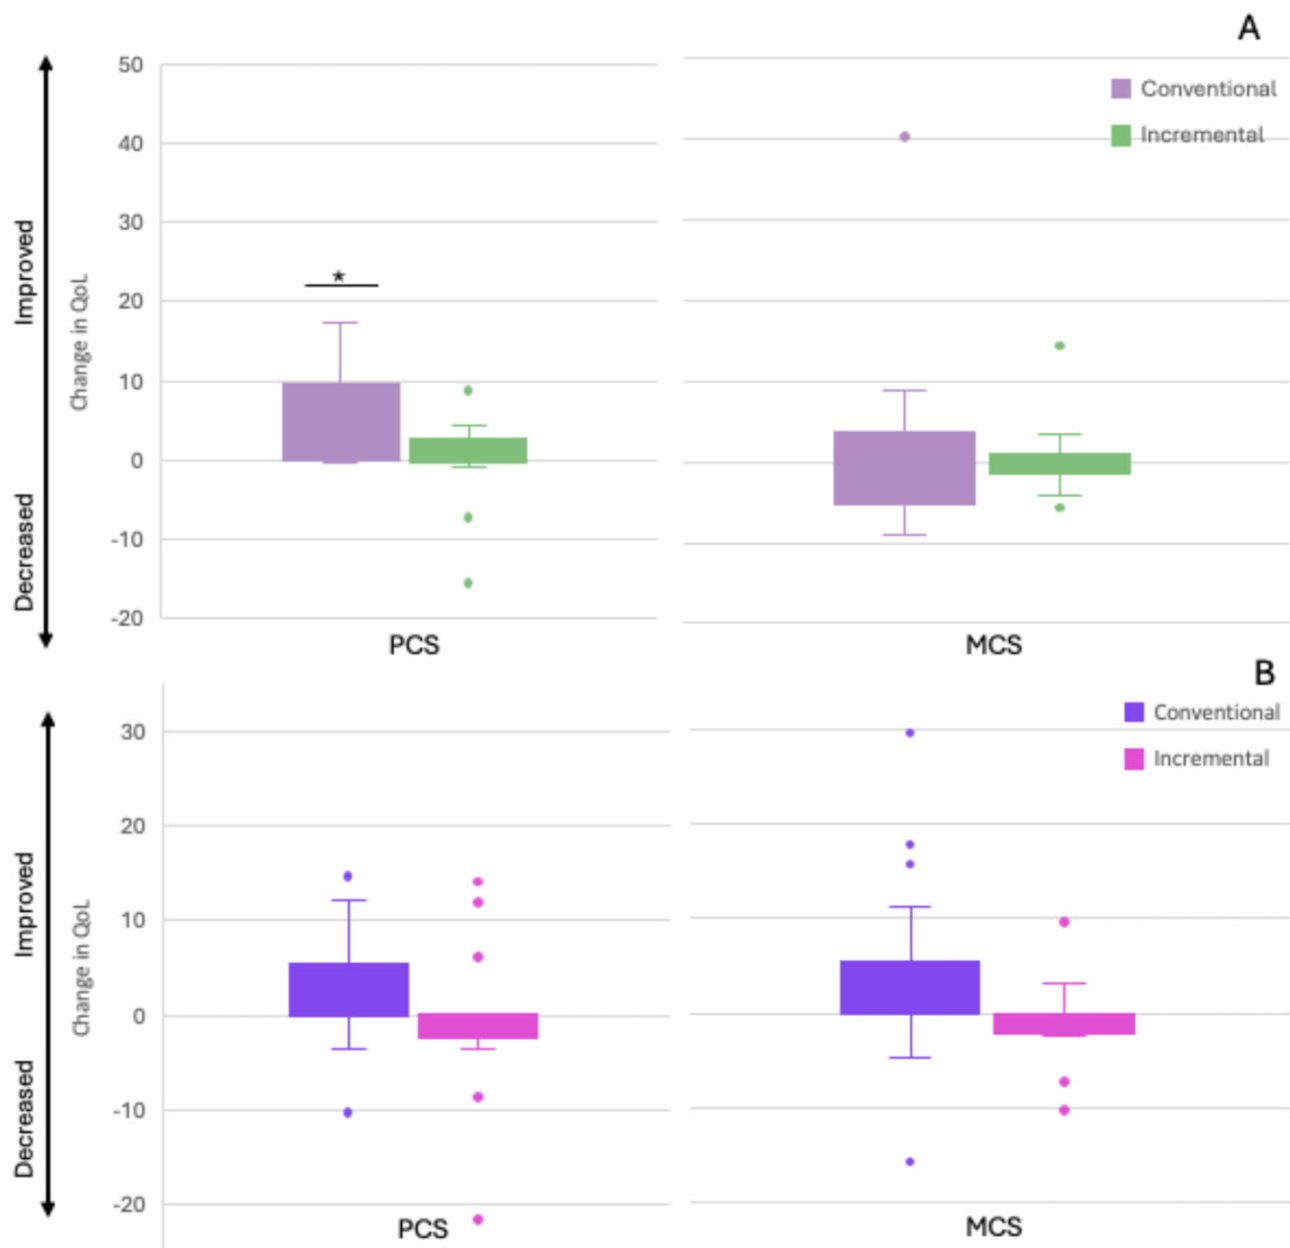 A
50
Conventional
40
Incremental
30
*
20
10
0
-10
-20
Improved
Decreased
Change in QoL
PCS
MCS
B
Conventional
30
Incremental
20
10
0
-10
-20
Improved
Decreased
Change in QoL
PCS
MCS